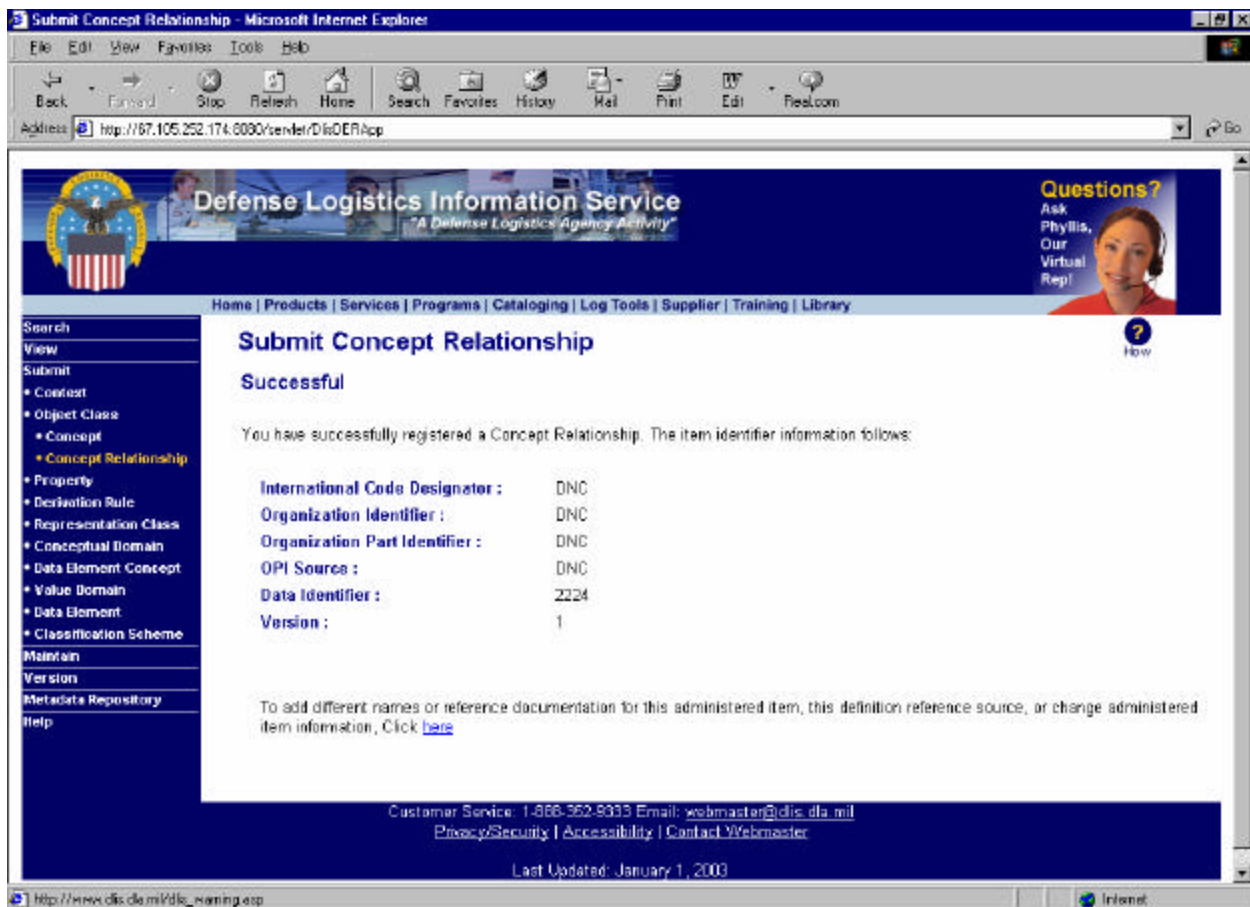 Submit Concept Relationship - Microsoft Internet Explorer
File Edit View Favorites Tools Help
Back Forward Stop Refresh Home Search Favorites History Mail Print Edit Real.com
Address http://67.105.252.174:8080/servlet/DlisDERApp Go
Defense Logistics Information Service
"A Defense Logistics Agency Activity"
Questions?
Ask
Phyllis,
Our
Virtual
Rep!
Home | Products | Services | Programs | Cataloging | Log Tools | Supplier | Training | Library
Search
View
Submit
• Context
• Object Class
• Concept
• Concept Relationship
• Property
• Derivation Rule
• Representation Class
• Conceptual Domain
• Data Element Concept
• Value Domain
• Data Element
• Classification Scheme
Maintain
Version
Metadata Repository
Help
Submit Concept Relationship
?
How
Successful
You have successfully registered a Concept Relationship. The item identifier information follows:
International Code Designator : DNC
Organization Identifier : DNC
Organization Part Identifier : DNC
OPI Source : DNC
Data Identifier : 2224
Version : 1
To add different names or reference documentation for this administered item, this definition reference source, or change administered
item information, Click here
Customer Service: 1-888-352-9333 Email: webmaster@dlis.dla.mil
Privacy/Security | Accessibility | Contact Webmaster
Last Updated: January 1, 2003
http://www.dlis.dla.mil/dlis_warning.asp Internet